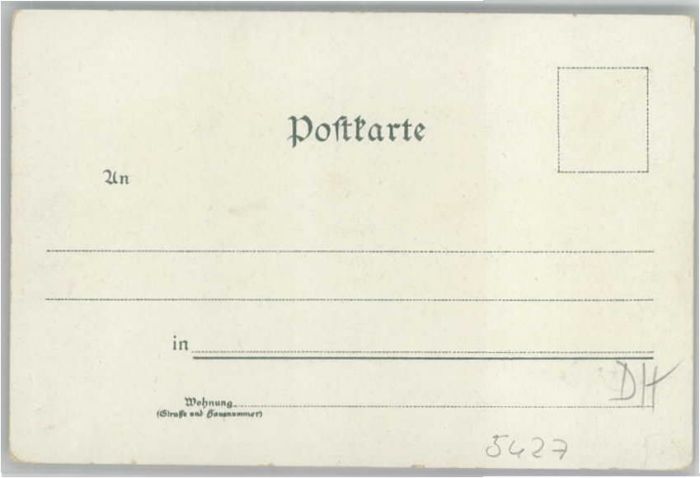 Postkarte
An
in
Wohnung
(Straße und Hausnummer)
DH
5427